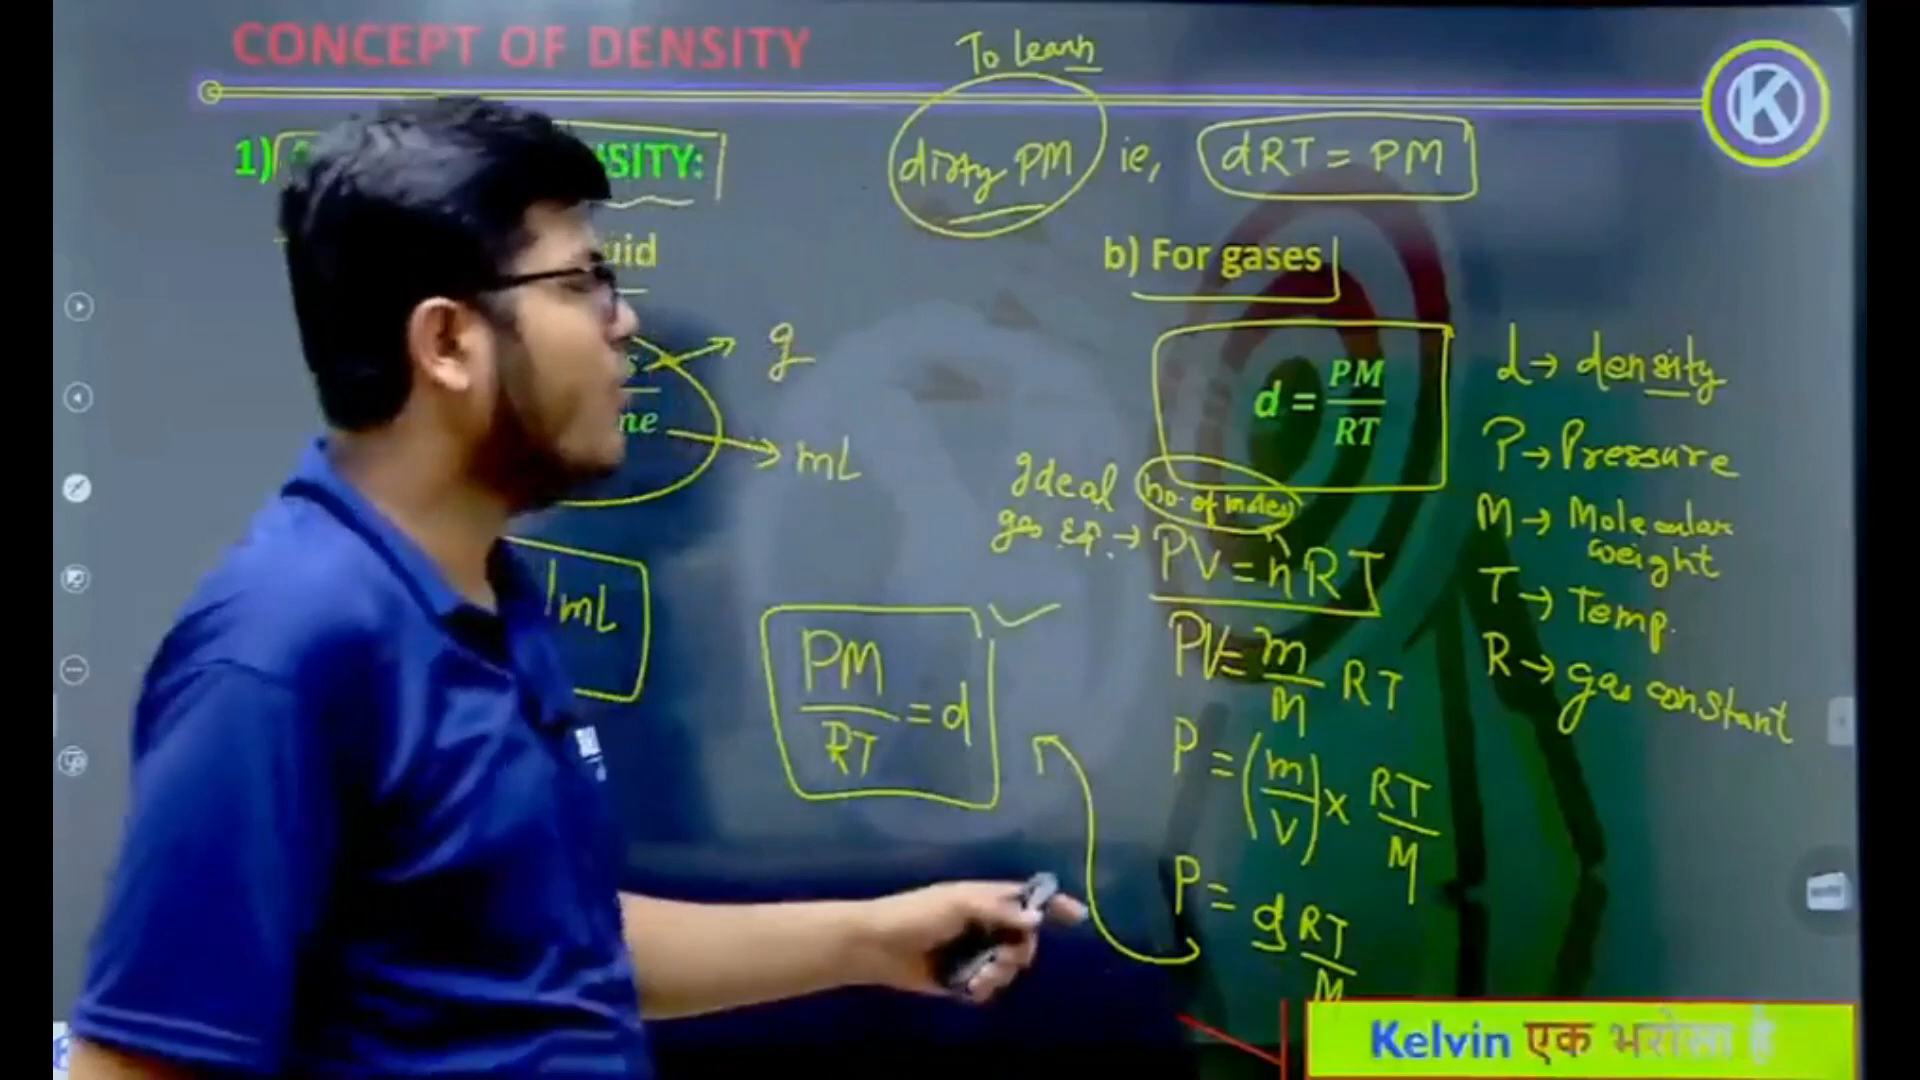 CONCEPT OF DENSITY
To learn
1) SITY:
dirty PM ie, dRT = PM
uid
b) For gases
g
mL
d = PM/RT
d → density
P → Pressure
M → Molecular weight
T → Temp.
R → gas constant
Ideal gas Eq. →
no. of moles
PV = nRT
PV = m/M RT
P = (m/V) × RT/M
P = d RT/M
PM/RT = d
/mL
K
Kelvin एक भरोसा है